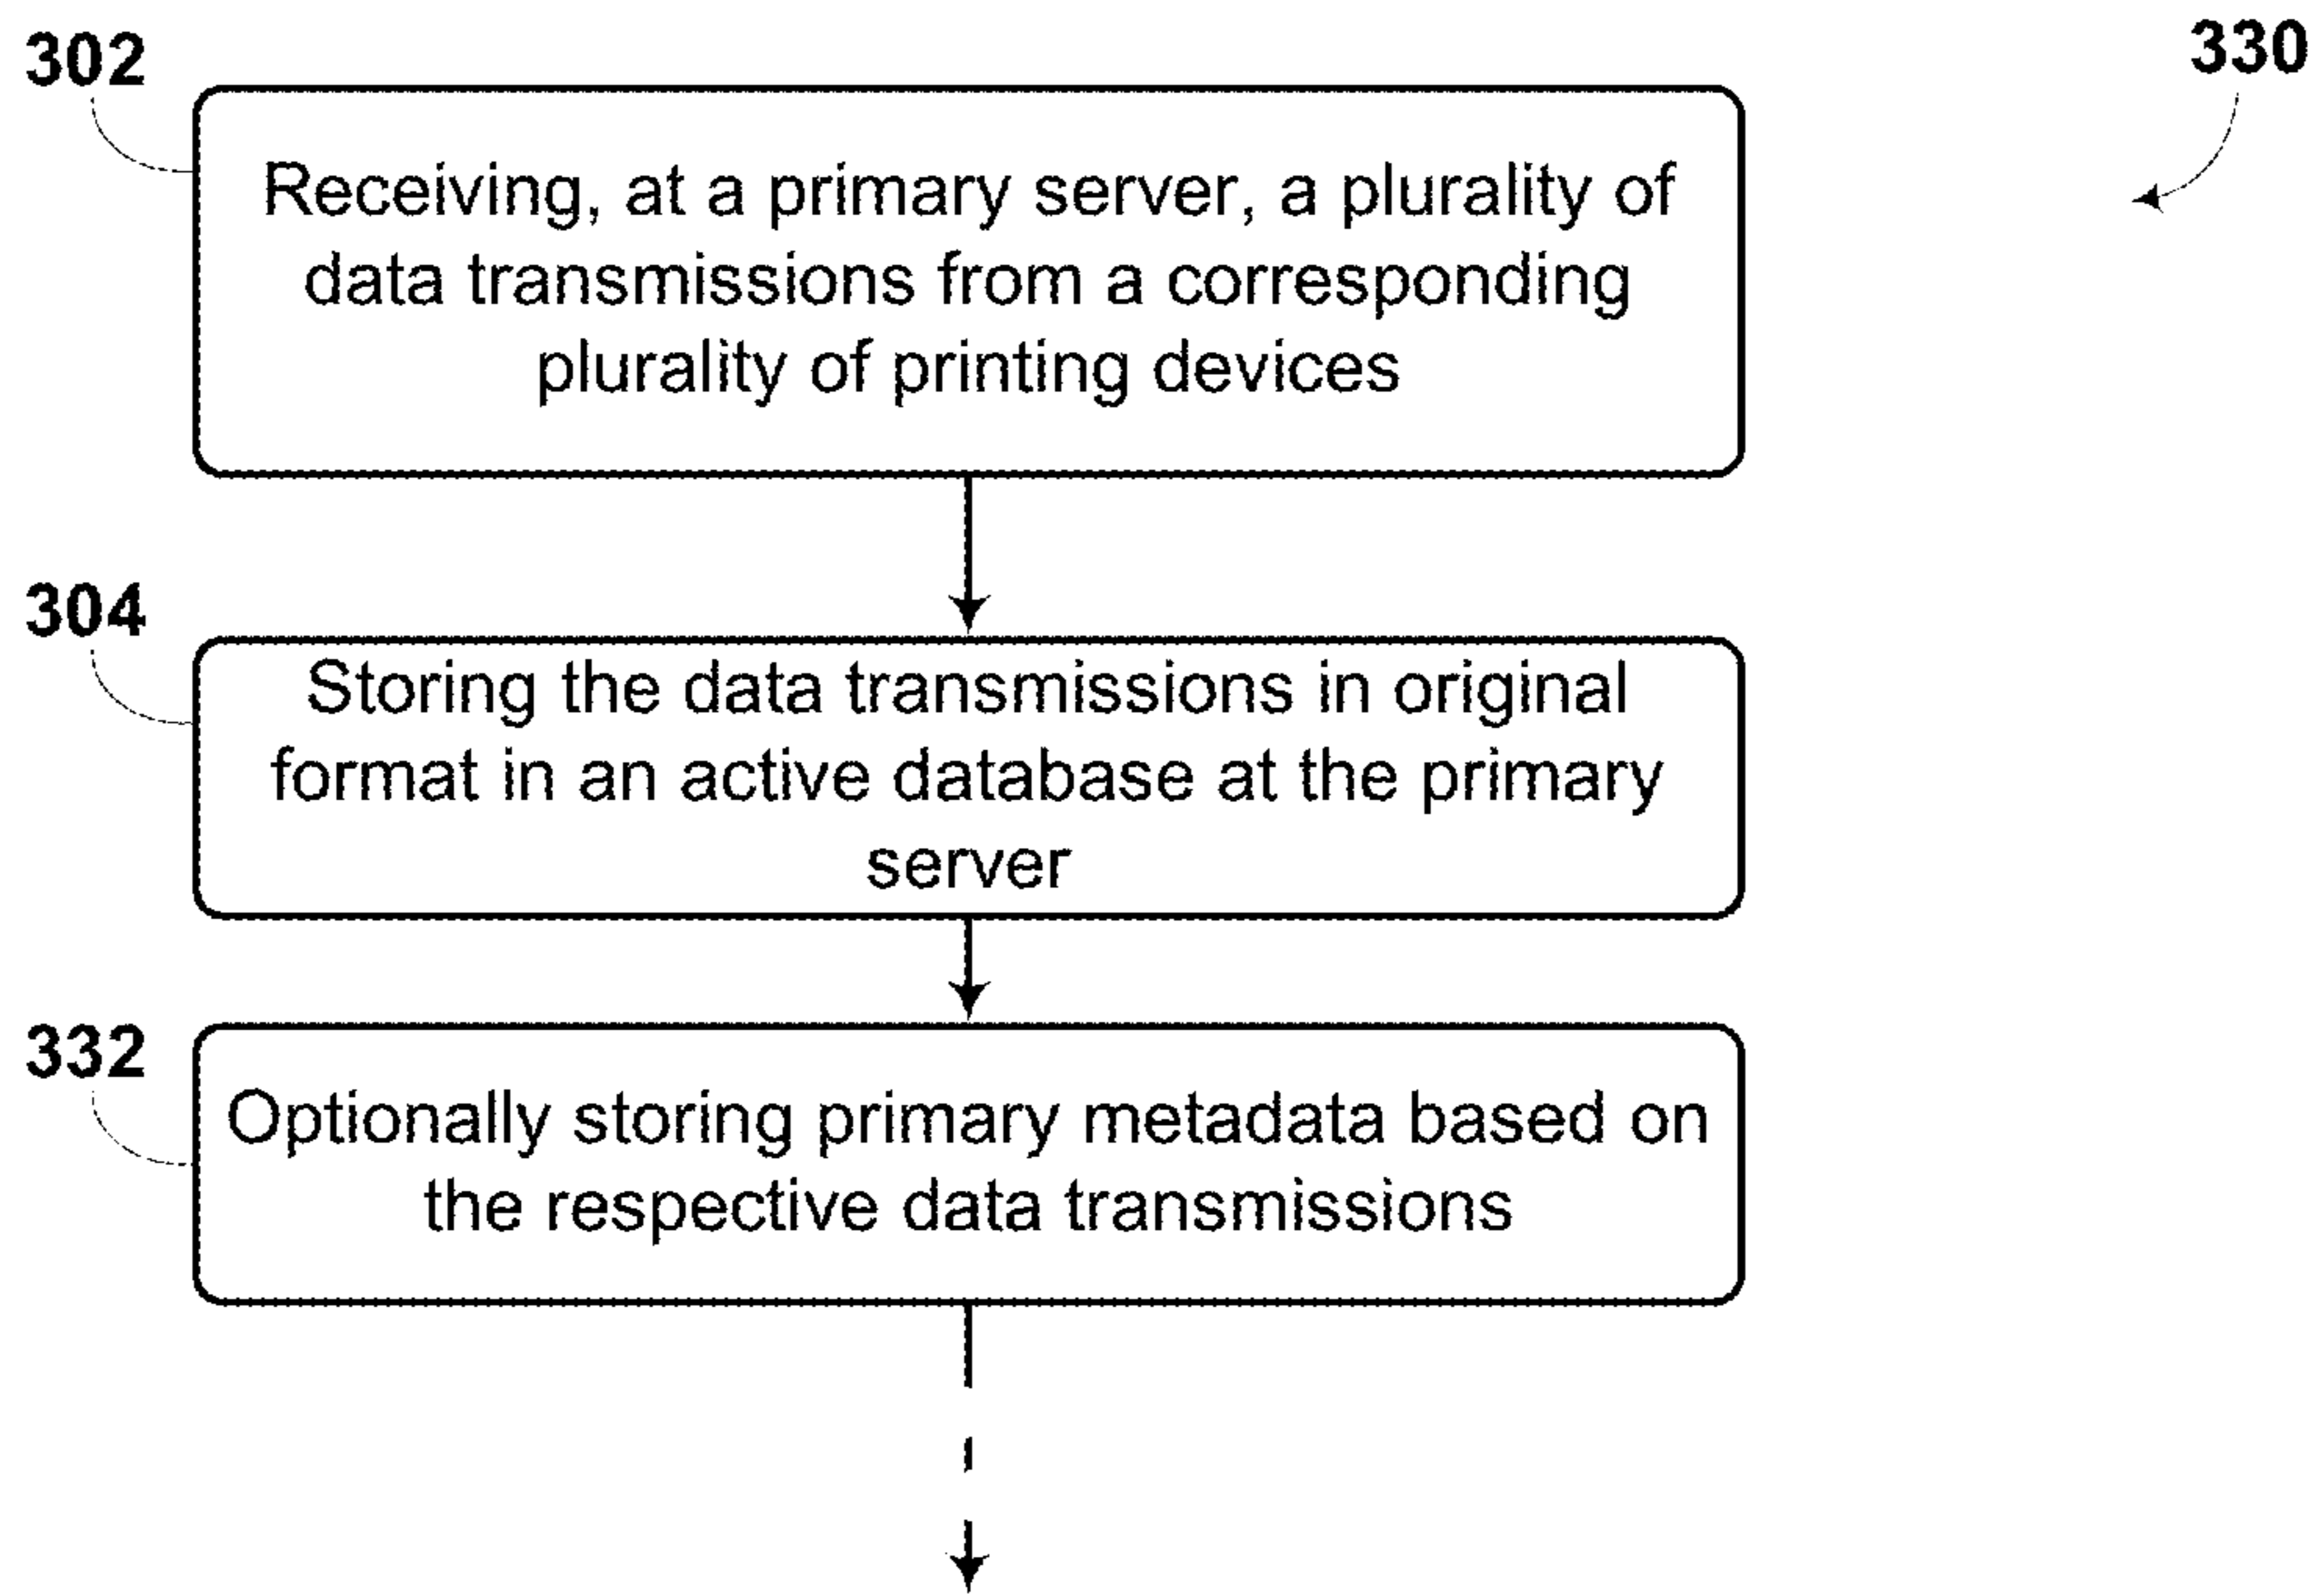 302
330
Receiving, at a primary server, a plurality of
data transmissions from a corresponding
plurality of printing devices
304
Storing the data transmissions in original
format in an active database at the primary
server
332
Optionally storing primary metadata based on
the respective data transmissions